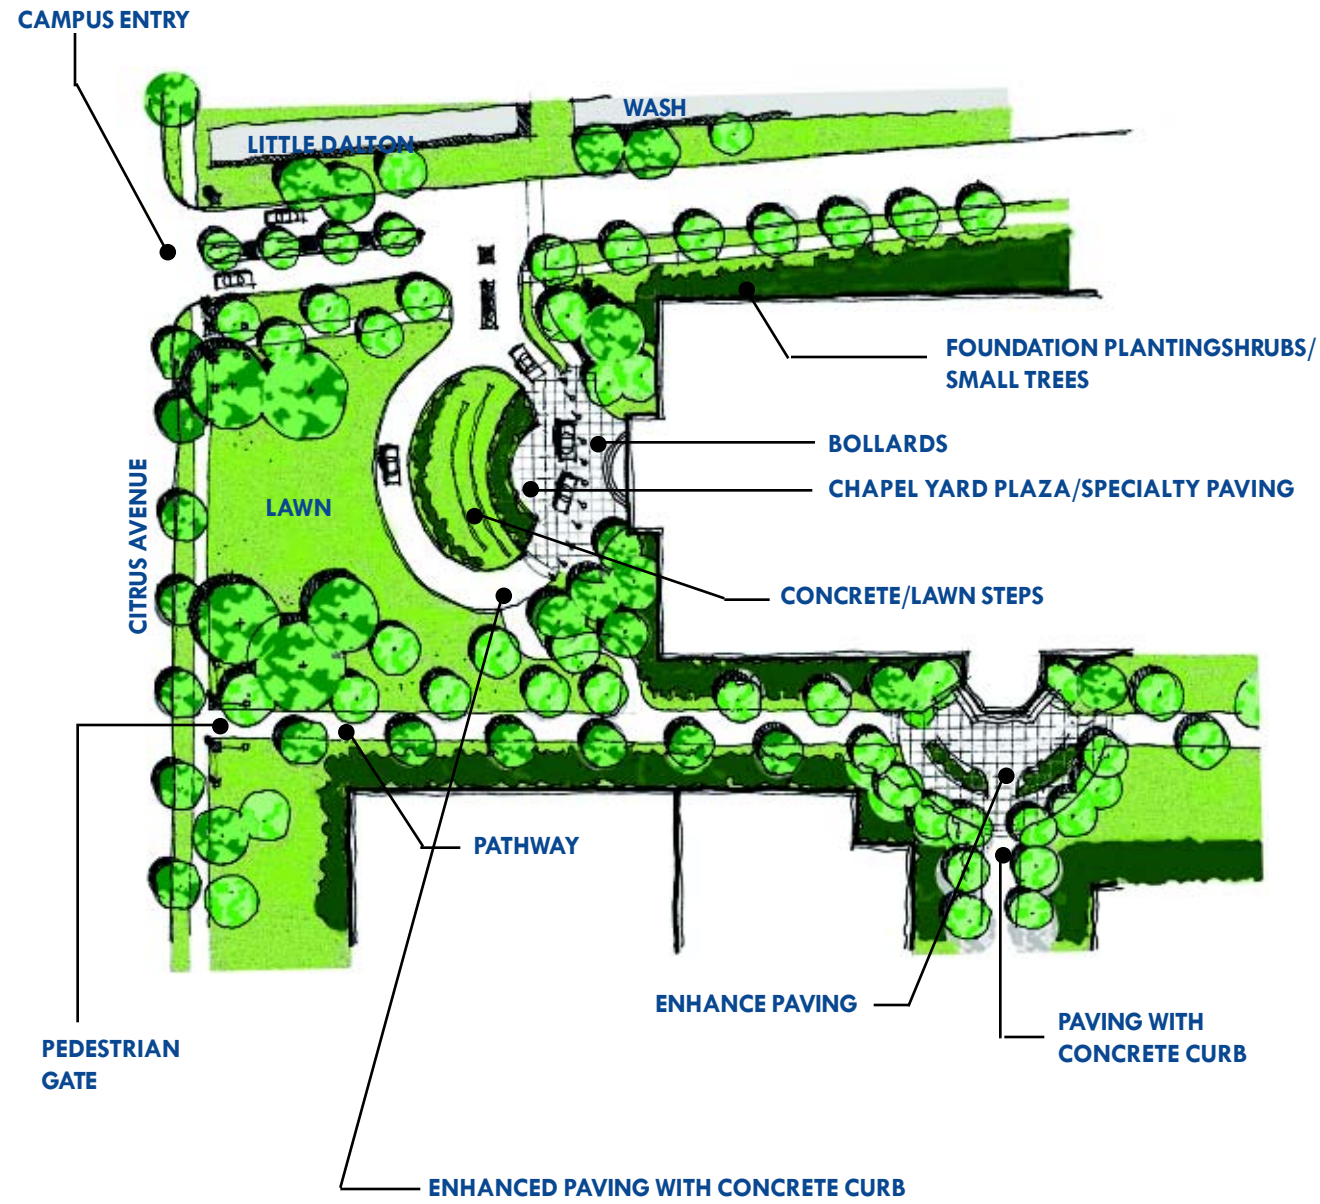 CAMPUS ENTRY
WASH
LITTLE DALTON
FOUNDATION PLANTINGSHRUBS/
SMALL TREES
BOLLARDS
CHAPEL YARD PLAZA/SPECIALTY PAVING
LAWN
CITRUS AVENUE
CONCRETE/LAWN STEPS
PATHWAY
ENHANCE PAVING
PAVING WITH
CONCRETE CURB
PEDESTRIAN
GATE
ENHANCED PAVING WITH CONCRETE CURB